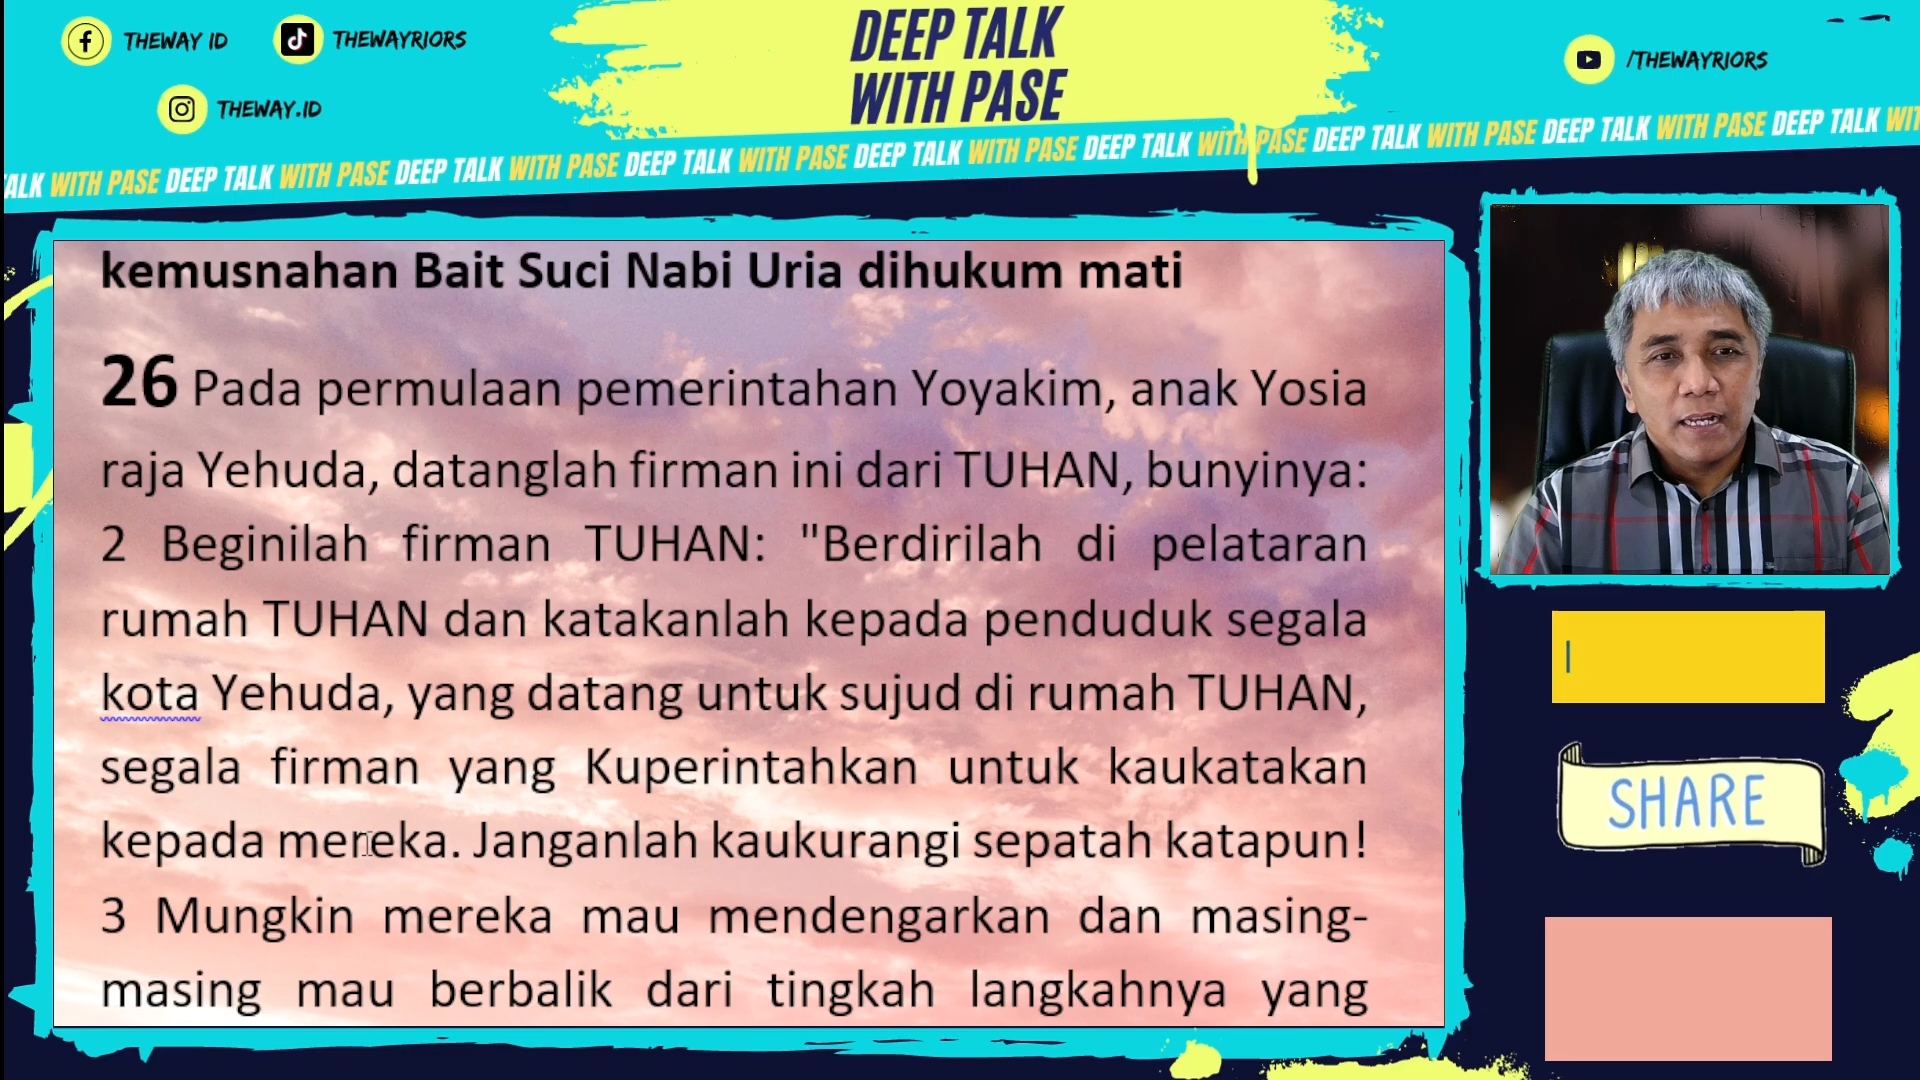 THEWAY ID
THEWAYRIORS
THEWAY.ID
DEEP TALK
WITH PASE
/THEWAYRIORS
ALK WITH PASE DEEP TALK WITH PASE DEEP TALK WITH PASE DEEP TALK WITH PASE DEEP TALK WITH PASE DEEP TALK WITH PASE DEEP TALK WITH PASE DEEP TALK WITH PASE DEEP TALK WIT
kemusnahan Bait Suci Nabi Uria dihukum mati
26 Pada permulaan pemerintahan Yoyakim, anak Yosia
raja Yehuda, datanglah firman ini dari TUHAN, bunyinya:
2 Beginilah firman TUHAN: "Berdirilah di pelataran
rumah TUHAN dan katakanlah kepada penduduk segala
kota Yehuda, yang datang untuk sujud di rumah TUHAN,
segala firman yang Kuperintahkan untuk kaukatakan
kepada mereka. Janganlah kaukurangi sepatah katapun!
3 Mungkin mereka mau mendengarkan dan masing-
masing mau berbalik dari tingkah langkahnya yang
SHARE